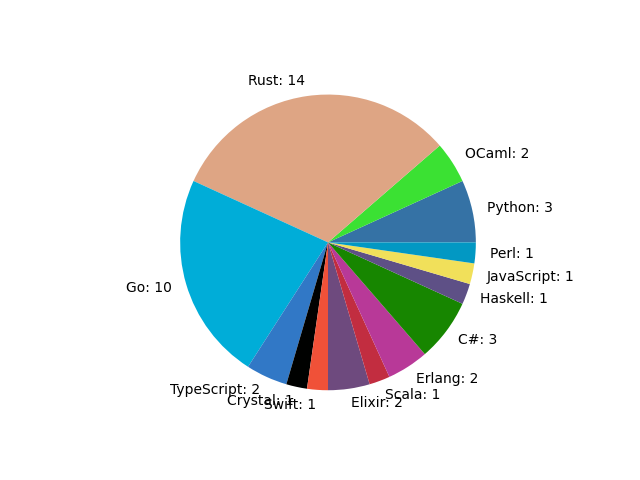 Rust: 14
OCaml: 2
Python: 3
Perl: 1
JavaScript: 1
Haskell: 1
C#: 3
Erlang: 2
Scala: 1
Elixir: 2
Swift: 1
Crystal: 1
TypeScript: 2
Go: 10